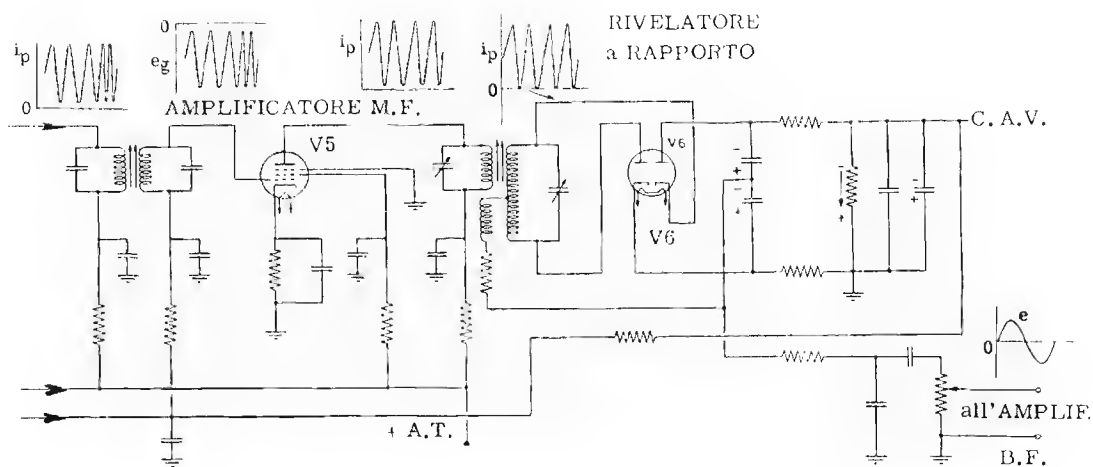 RIVELATORE
a RAPPORTO
i_p
0
0
e_g
i_p
i_p
0
AMPLIFICATORE M.F.
V5
V6
V6
C. A.V.
+ A.T.
e
0
all'AMPLIF.
B.F.